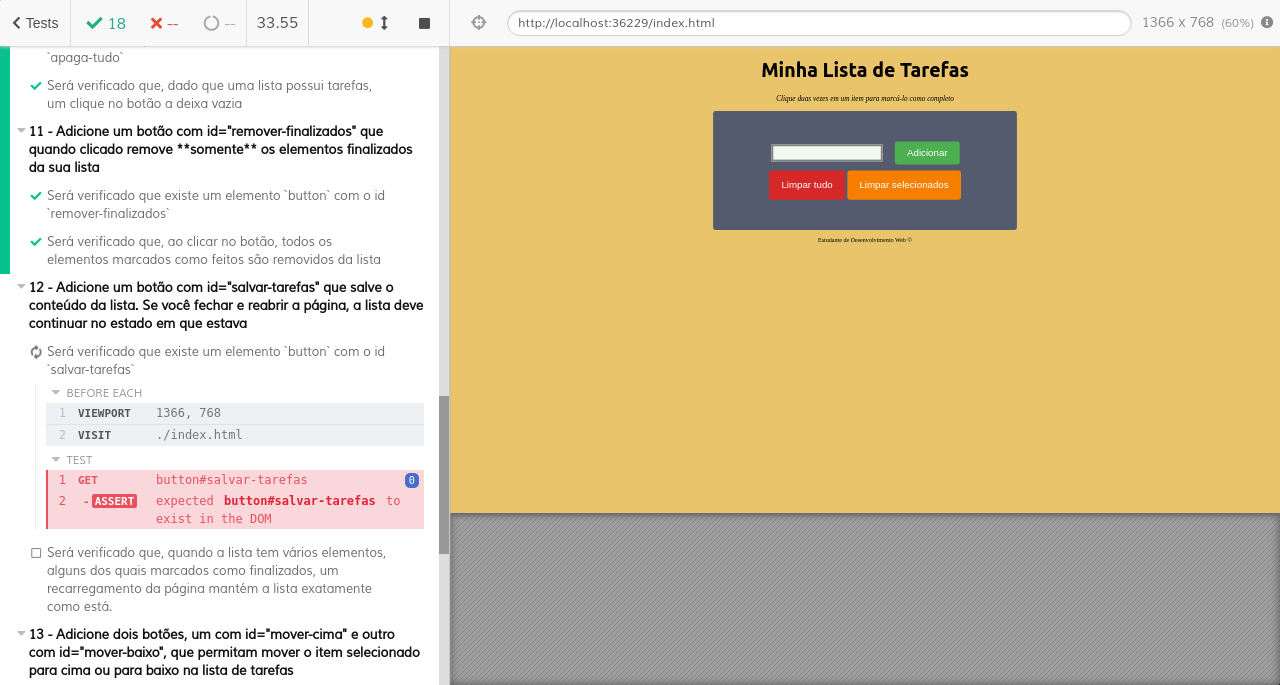 Tests
18
--
--
33.55
http://localhost:36229/index.html
1366 x 768 (60%)
`apaga-tudo`
Será verificado que, dado que uma lista possui tarefas,
um clique no botão a deixa vazia
11 - Adicione um botão com id="remover-finalizados" que
quando clicado remove **somente** os elementos finalizados
da sua lista
Será verificado que existe um elemento `button` com o id
`remover-finalizados`
Será verificado que, ao clicar no botão, todos os
elementos marcados como feitos são removidos da lista
12 - Adicione um botão com id="salvar-tarefas" que salve o
conteúdo da lista. Se você fechar e reabrir a página, a lista deve
continuar no estado em que estava
Será verificado que existe um elemento `button` com o id
`salvar-tarefas`
BEFORE EACH
1 VIEWPORT 1366, 768
2 VISIT ./index.html
TEST
1 GET button#salvar-tarefas 0
2 -ASSERT expected button#salvar-tarefas to
exist in the DOM
Será verificado que, quando a lista tem vários elementos,
alguns dos quais marcados como finalizados, um
recarregamento da página mantém a lista exatamente
como está.
13 - Adicione dois botões, um com id="mover-cima" e outro
com id="mover-baixo", que permitam mover o item selecionado
para cima ou para baixo na lista de tarefas
Minha Lista de Tarefas
Clique duas vezes em um item para marcá-lo como completo
Adicionar
Limpar tudo
Limpar selecionados
Estudante de Desenvolvimento Web ©